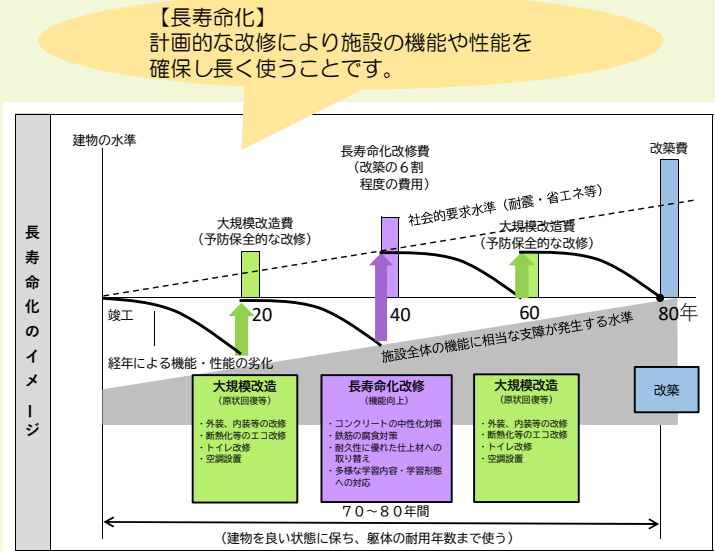 【長寿命化】
計画的な改修により施設の機能や性能を
確保し長く使うことです。
長寿命化のイメージ
建物の水準
長寿命化改修費
（改築の６割
程度の費用）
改築費
社会的要求水準（耐震・省エネ等）
大規模改造費
（予防保全的な改修）
大規模改造費
（予防保全的な改修）
竣工
20
40
60
80年
経年による機能・性能の劣化
施設全体の機能に相当な支障が発生する水準
大規模改造
（原状回復等）
・外装、内装等の改修
・断熱化等のエコ改修
・トイレ改修
・空調設置
長寿命化改修
（機能向上）
・コンクリートの中性化対策
・鉄筋の腐食対策
・耐久性に優れた仕上材への
取り替え
・多様な学習内容・学習形態
への対応
大規模改造
（原状回復等）
・外装、内装等の改修
・断熱化等のエコ改修
・トイレ改修
・空調設置
改築
７０～８０年間
（建物を良い状態に保ち、躯体の耐用年数まで使う）